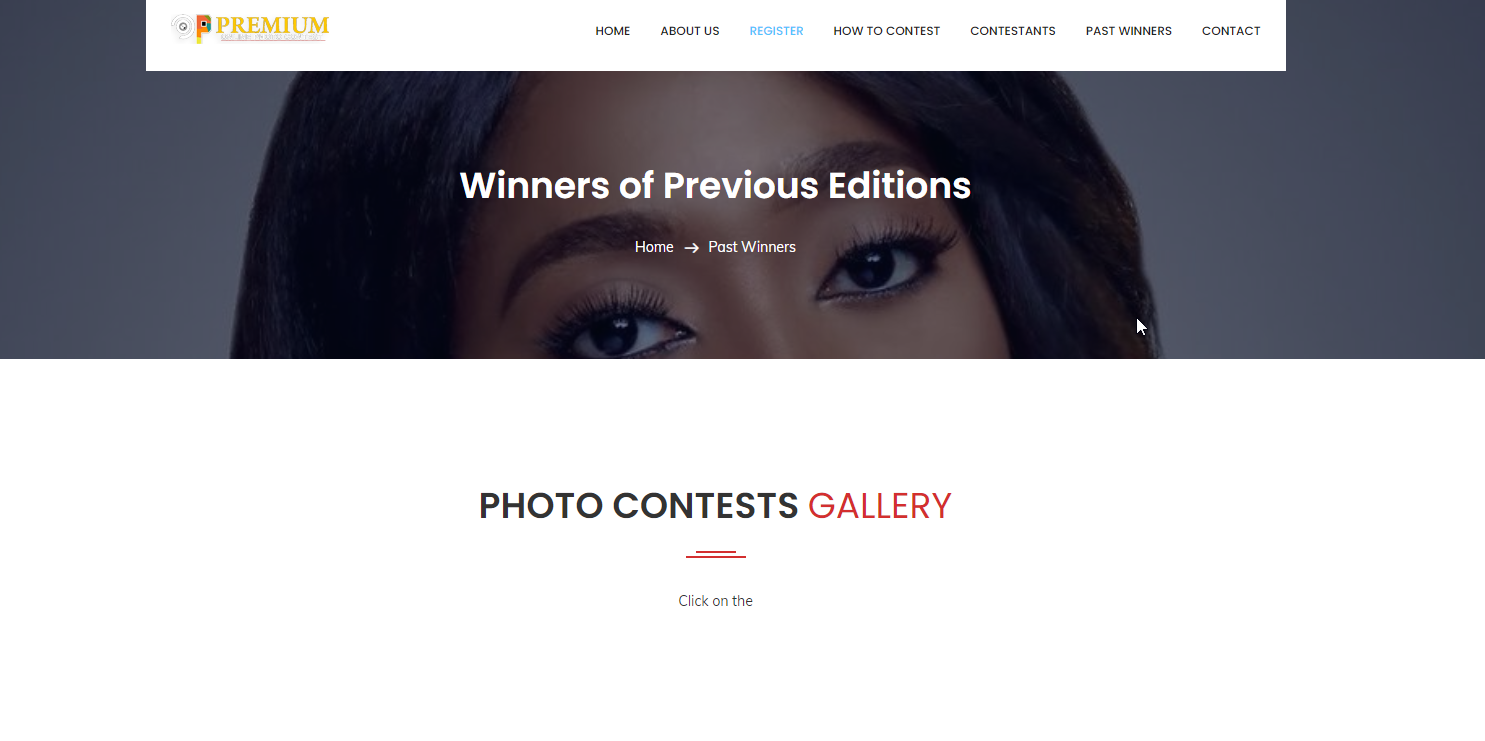 PREMIUM
HOME ABOUT US REGISTER HOW TO CONTEST CONTESTANTS PAST WINNERS CONTACT
Winners of Previous Editions
Home → Past Winners
PHOTO CONTESTS GALLERY
Click on the